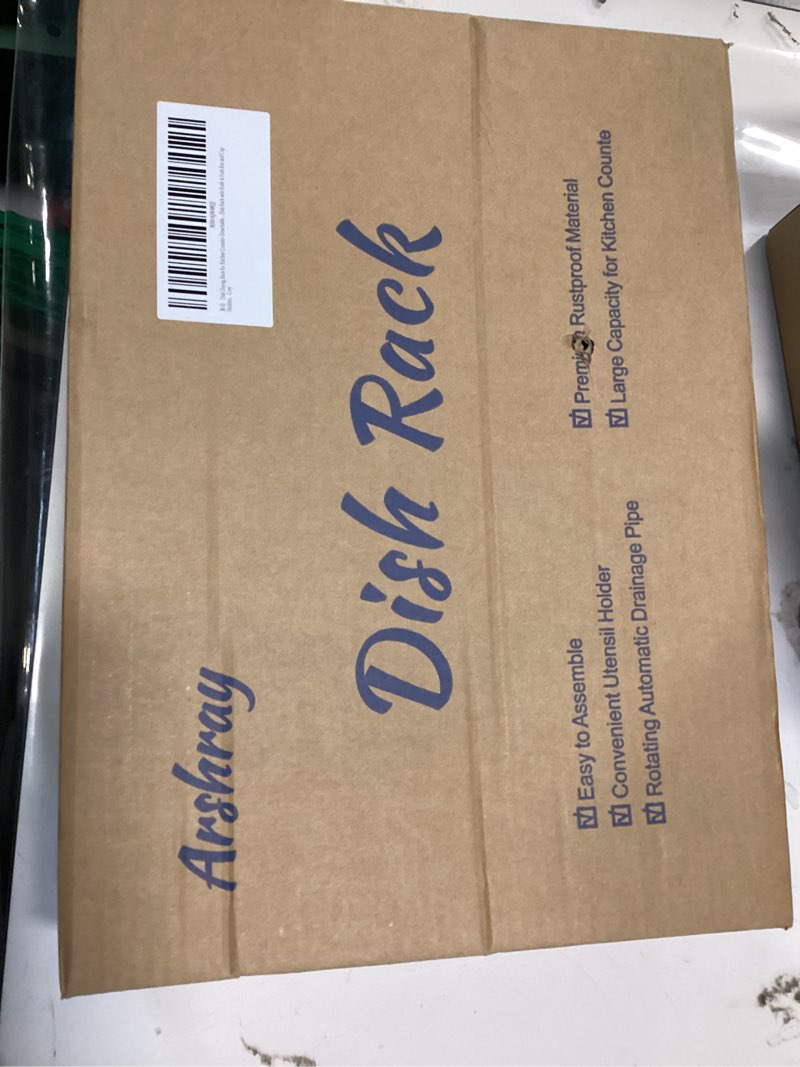 Arshray
Dish Rack
Easy to Assemble
Convenient Utensil Holder
Rotating Automatic Drainage Pipe
Premium Rustproof Material
Large Capacity for Kitchen Counte